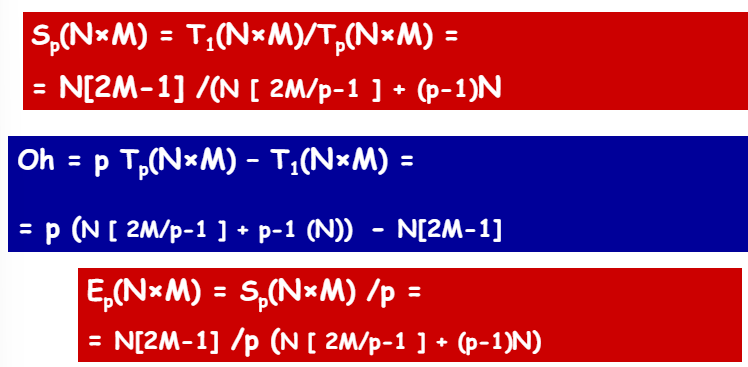 Sp(N×M) = T1(N×M)/Tp(N×M) =
= N[2M-1] /(N [ 2M/p-1 ] + (p-1)N
Oh = p Tp(N×M) - T1(N×M) =
= p (N [ 2M/p-1 ] + p-1 (N)) - N[2M-1]
Ep(N×M) = Sp(N×M) /p =
= N[2M-1] /p (N [ 2M/p-1 ] + (p-1)N)